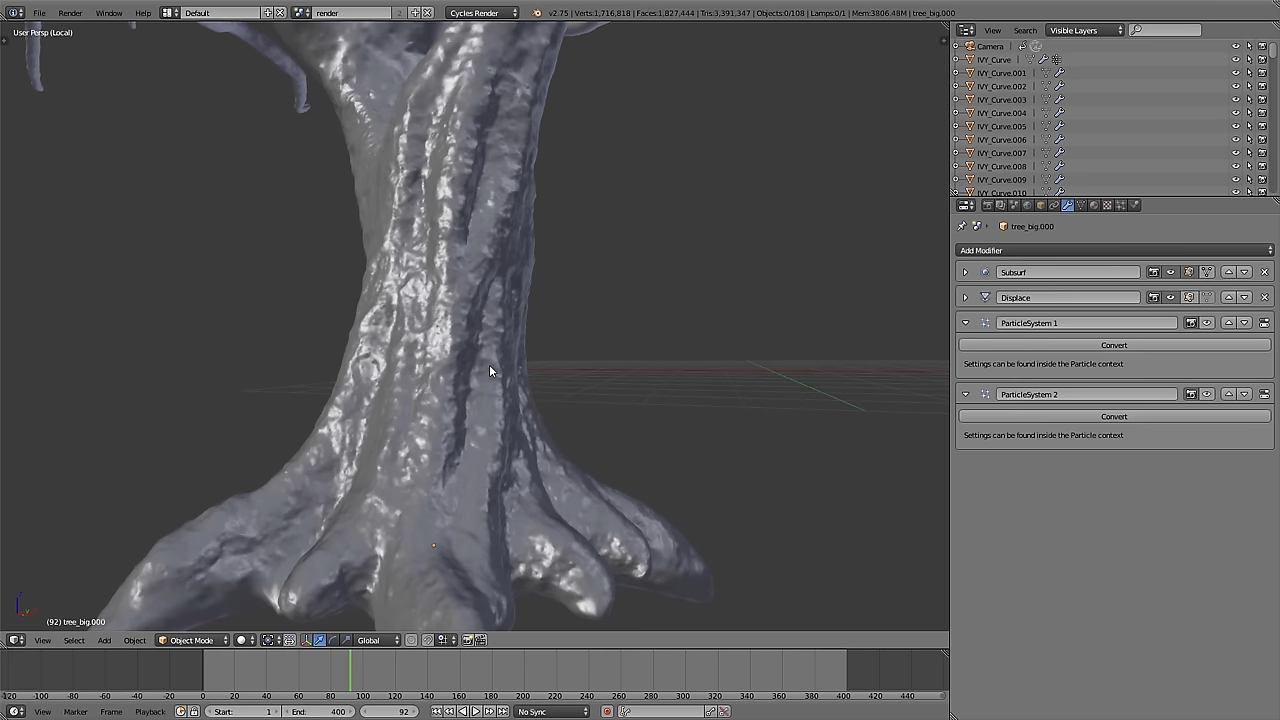 File Render Window Help Default render 2 Cycles Render v2.75 | Verts:1,716,818 | Faces:1,827,444 | Tris:3,391,347 | Objects:0/108 | Lamps:0/1 | Mem:3806.48M | tree_big.000
User Persp (Local)
View Search Visible Layers
Camera
IVY_Curve
IVY_Curve.001
IVY_Curve.002
IVY_Curve.003
IVY_Curve.004
IVY_Curve.005
IVY_Curve.006
IVY_Curve.007
IVY_Curve.008
IVY_Curve.009
IVY_Curve.010
tree_big.000
Add Modifier
Subsurf
Displace
ParticleSystem 1
Convert
Settings can be found inside the Particle context
ParticleSystem 2
Convert
Settings can be found inside the Particle context
(92) tree_big.000
View Select Add Object Object Mode Global
-120 -100 -80 -60 -40 -20 0 20 40 60 80 100 120 140 160 180 200 220 240 260 280 300 320 340 360 380 400 420 440
View Marker Frame Playback Start: 1 End: 400 92 No Sync